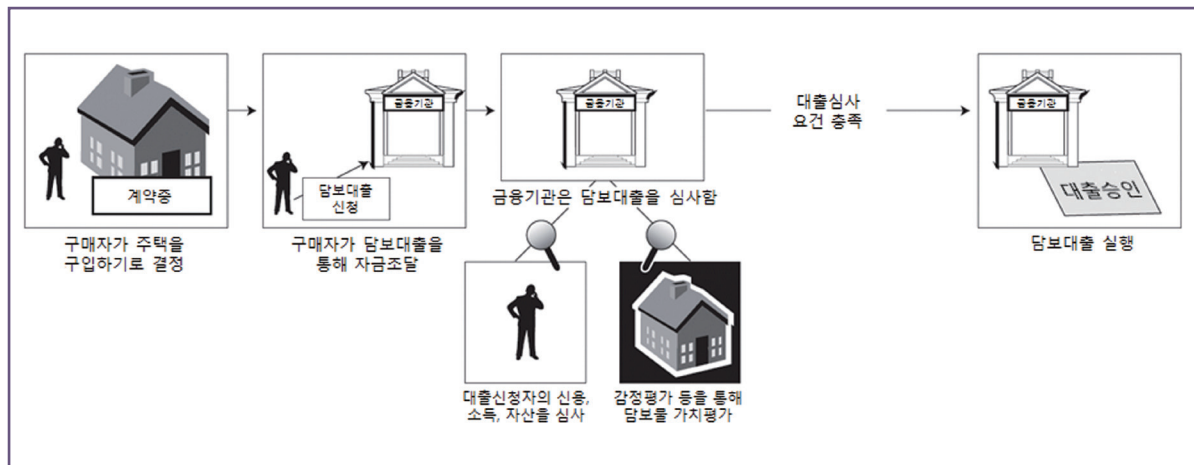 계약중
구매자가 주택을
구입하기로 결정
금융기관
담보대출
신청
구매자가 담보대출을
통해 자금조달
금융기관
금융기관은 담보대출을 심사함
대출신청자의 신용,
소득, 자산을 심사
감정평가 등을 통해
담보물 가치평가
대출심사
요건 충족
금융기관
대출승인
담보대출 실행